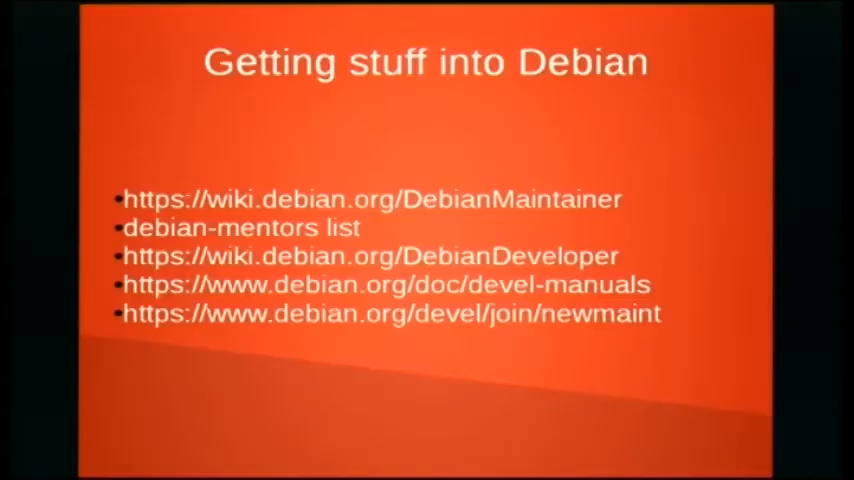 Getting stuff into Debian
•https://wiki.debian.org/DebianMaintainer
•debian-mentors list
•https://wiki.debian.org/DebianDeveloper
•https://www.debian.org/doc/devel-manuals
•https://www.debian.org/devel/join/newmaint